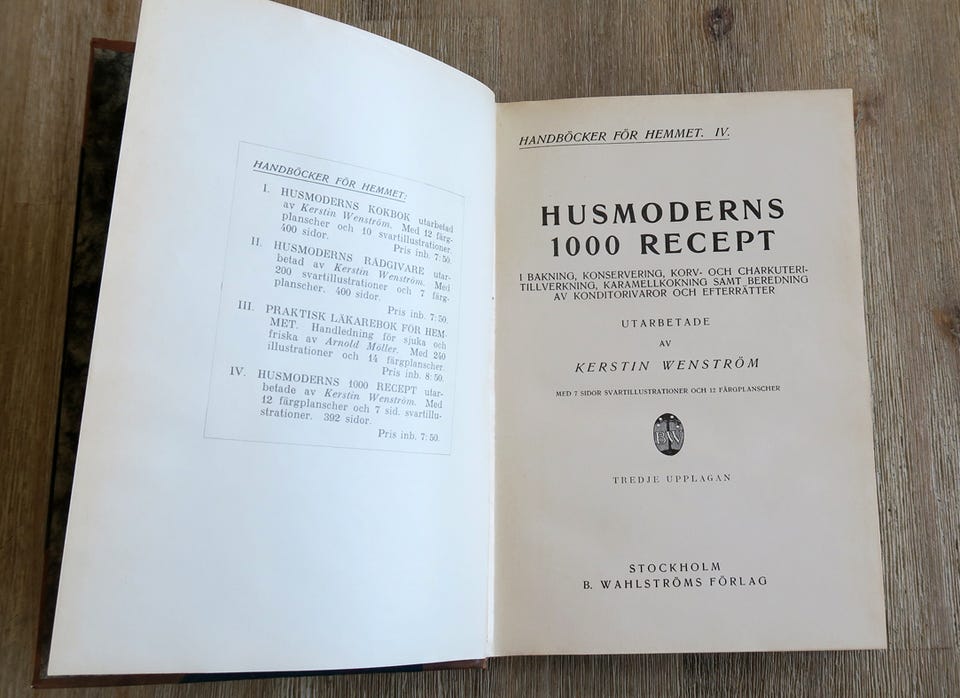 HANDBÖCKER FÖR HEMMET:
I. HUSMODERNS KOKBOK utarbetad
av Kerstin Wenström. Med 12 färg-
planscher och 10 svartillustrationer.
400 sidor. Pris inb. 7:50.
II. HUSMODERNS RÅDGIVARE utar-
betad av Kerstin Wenström. Med
200 svartillustrationer och 7 färg-
planscher. 400 sidor.
Pris inb. 7:50.
III. PRAKTISK LÄKAREBOK FÖR HEM-
MET. Handledning för sjuka och
friska av Arnold Möller. Med 240
illustrationer och 14 färgplanscher.
Pris inb. 8:50.
IV. HUSMODERNS 1000 RECEPT utar-
betade av Kerstin Wenström. Med
12 färgplanscher och 7 sid. svartillu-
strationer. 392 sidor.
Pris inb. 7:50.
HANDBÖCKER FÖR HEMMET. IV.
HUSMODERNS
1000 RECEPT
I BAKNING, KONSERVERING, KORV- OCH CHARKUTERI-
TILLVERKNING, KARAMELLKOKNING SAMT BEREDNING
AV KONDITORIVAROR OCH EFTERRÄTTER
UTARBETADE
AV
KERSTIN WENSTRÖM
MED 7 SIDOR SVARTILLUSTRATIONER OCH 12 FÄRGPLANSCHER
BW
TREDJE UPPLAGAN
STOCKHOLM
B. WAHLSTRÖMS FÖRLAG